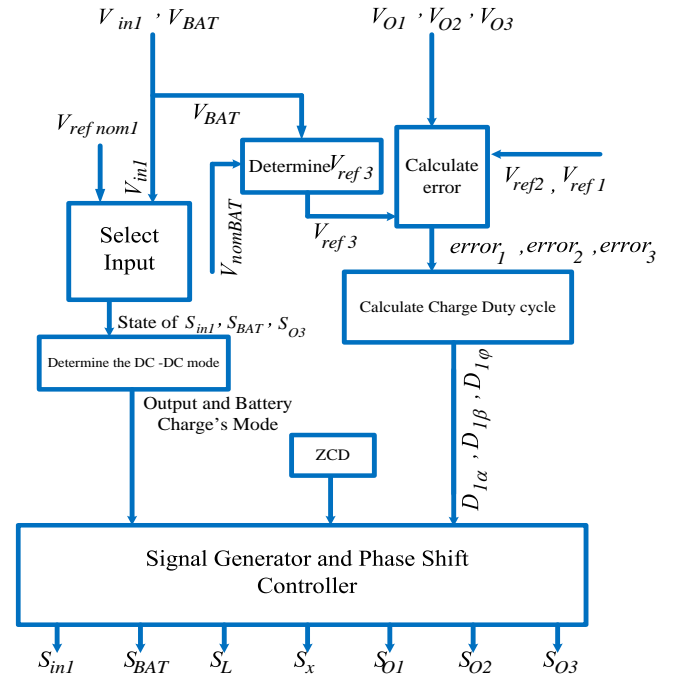 V in1 , V BAT
V O1 , V O2 , V O3
V ref nom1
V BAT
V in1
Determine V ref 3
Calculate
error
V ref2 , V ref 1
V nomBAT
V ref 3
Select
Input
error 1 , error 2 , error 3
Calculate Charge Duty cycle
State of S in1 , S BAT , S O3
Determine the DC -DC mode
Output and Battery
Charge's Mode
D 1α , D 1β , D 1φ
ZCD
Signal Generator and Phase Shift
Controller
S in1 S BAT S L S x S O1 S O2 S O3